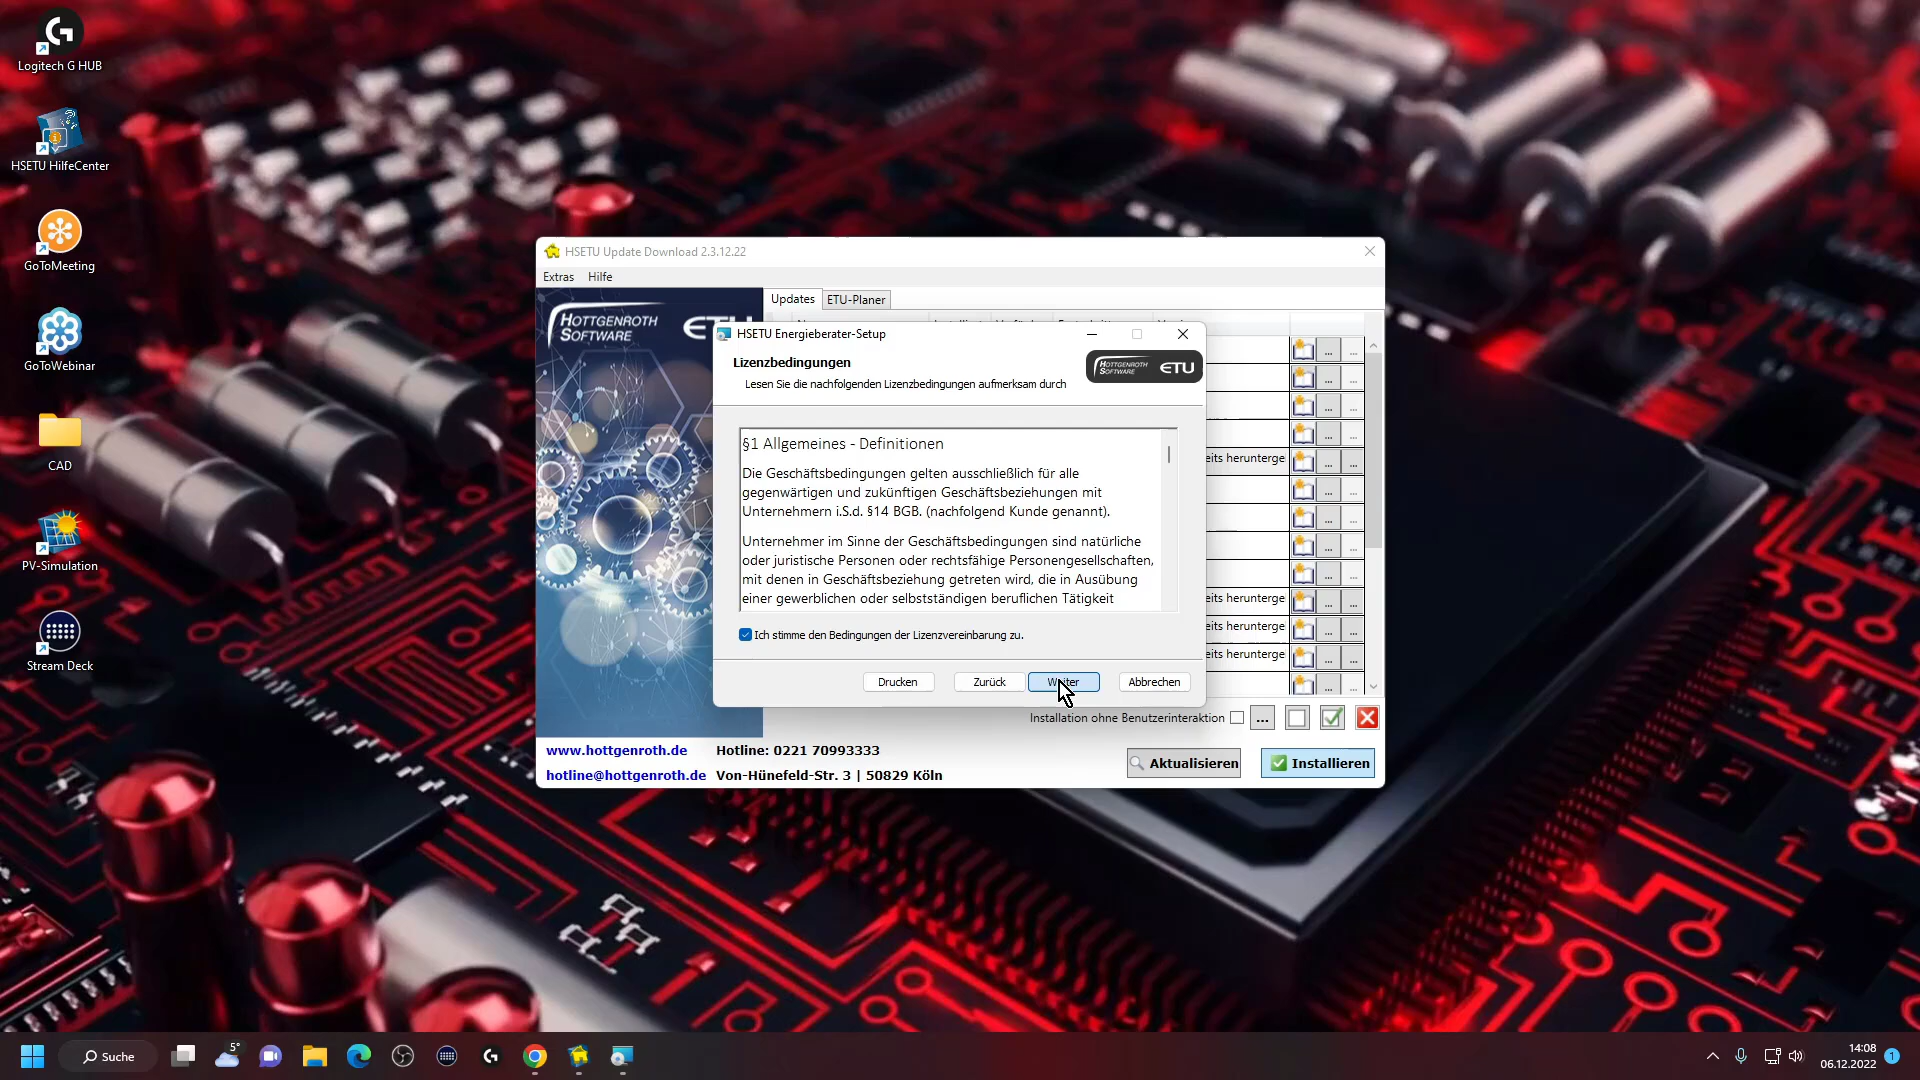 Logitech G HUB
HSETU HilfeCenter
GoToMeeting
GoToWebinar
CAD
PV-Simulation
Stream Deck
HSETU Update Download 2.3.12.22
Extras Hilfe
HOTTGENROTH
SOFTWARE
Updates ETU-Planer
HSETU Energieberater-Setup
Lizenzbedingungen
Lesen Sie die nachfolgenden Lizenzbedingungen aufmerksam durch
HOTTGENROTH
SOFTWARE
ETU
§1 Allgemeines - Definitionen
Die Geschäftsbedingungen gelten ausschließlich für alle
gegenwärtigen und zukünftigen Geschäftsbeziehungen mit
Unternehmern i.S.d. §14 BGB. (nachfolgend Kunde genannt).
Unternehmer im Sinne der Geschäftsbedingungen sind natürliche
oder juristische Personen oder rechtsfähige Personengesellschaften,
mit denen in Geschäftsbeziehung getreten wird, die in Ausübung
einer gewerblichen oder selbstständigen beruflichen Tätigkeit
Ich stimme den Bedingungen der Lizenzvereinbarung zu.
Drucken Zurück Weiter Abbrechen
eits herunterge
eits herunterge
eits herunterge
eits herunterge
Installation ohne Benutzerinteraktion ...
www.hottgenroth.de Hotline: 0221 70993333
hotline@hottgenroth.de Von-Hünefeld-Str. 3 | 50829 Köln
Aktualisieren Installieren
5°
Suche
14:08
06.12.2022
1